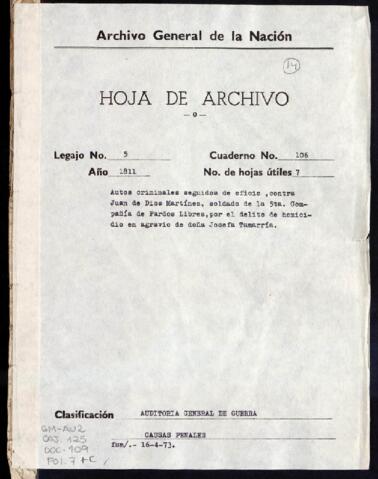 Archivo General de la Nación
14
HOJA DE ARCHIVO
— o —
Legajo No. 5 Cuaderno No. 106
Año 1811 No. de hojas útiles 7
Autos criminales seguidos de oficio ,contra
Juan de Dios Martínez, soldado de la 5ta. Com-
pañía de Pardos Libres,por el delito de homici-
dio en agravio de doña Josefa Tamarría.
Clasificación AUDITORIA GENERAL DE GUERRA
CAUSAS PENALES
fum/.- 16-4-73.
GM-AU2
CAJ. 125
DOC. 109
FOI. 7 + C